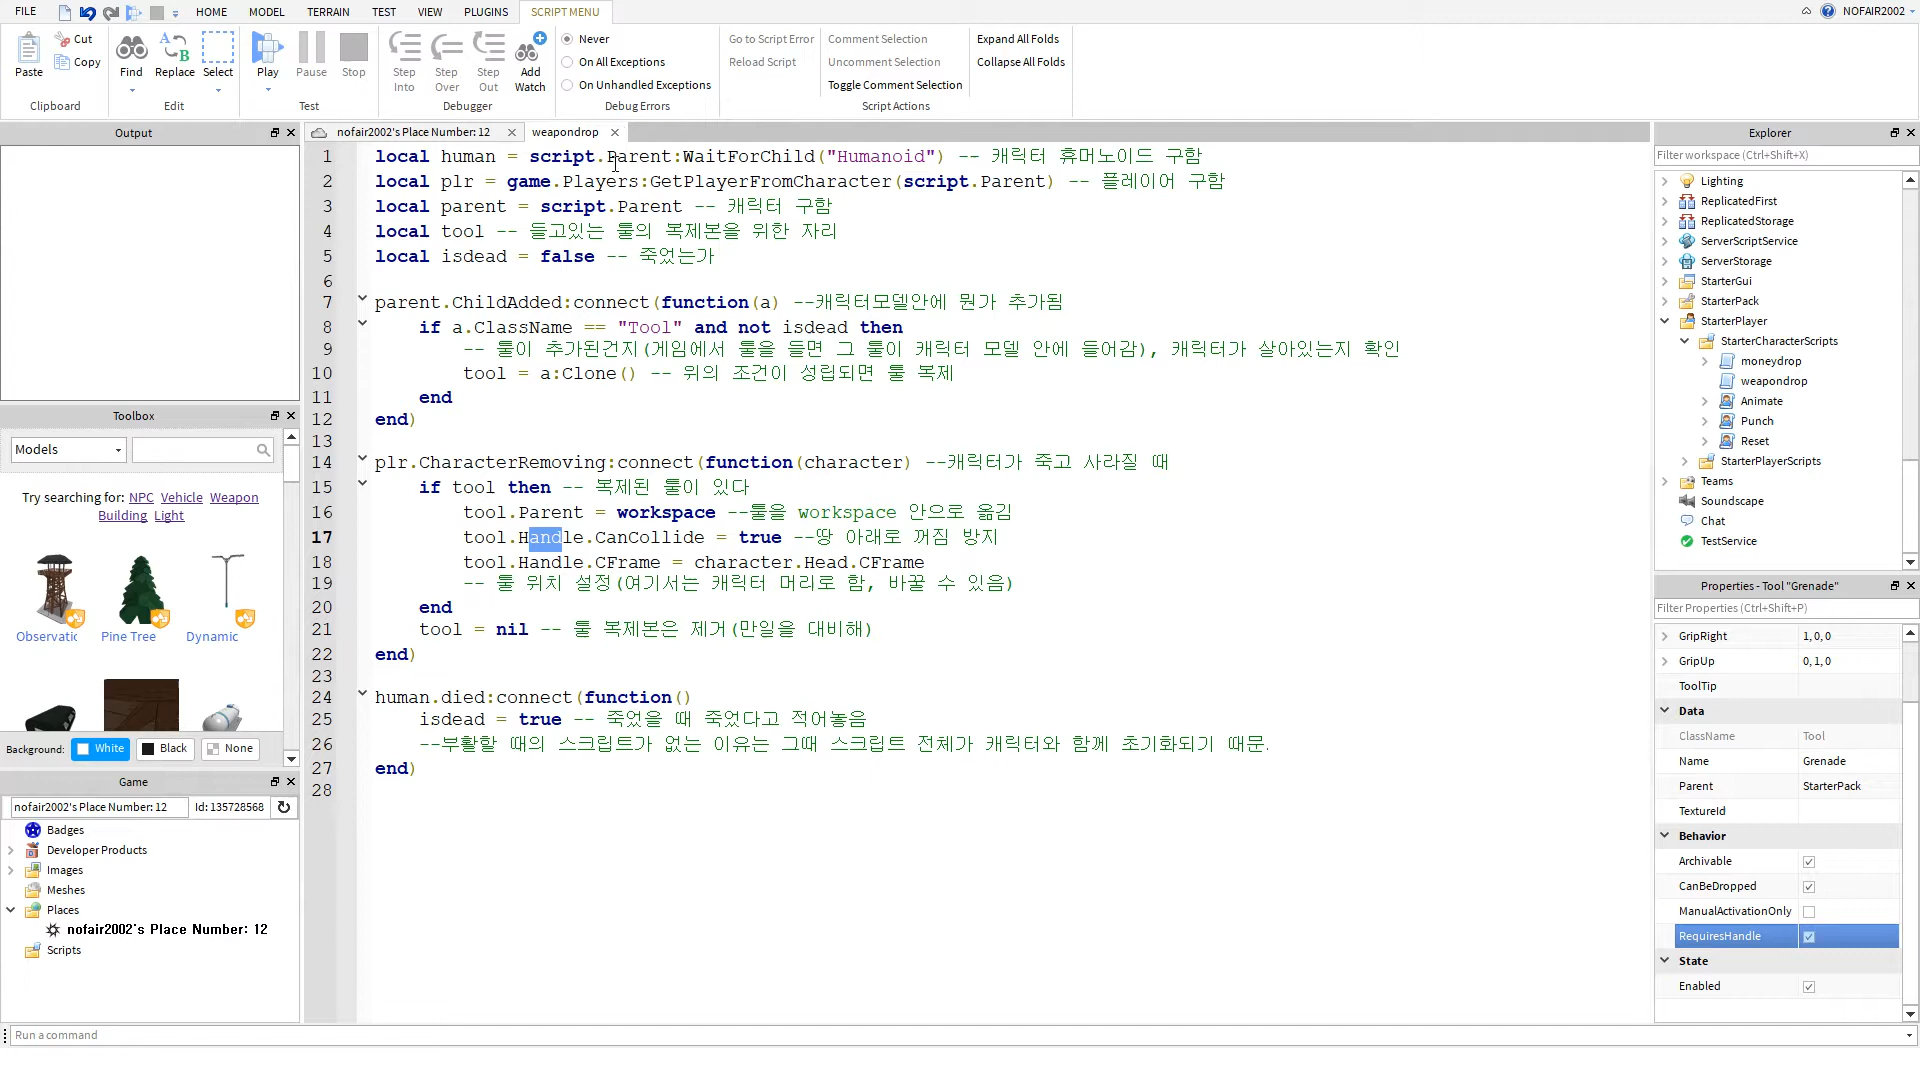 FILE HOME MODEL TERRAIN TEST VIEW PLUGINS SCRIPT MENU NOFAIR2002
Paste Cut Copy Clipboard
Find Replace Select Edit
Play Pause Stop Test
Step Into Step Over Step Out Add Watch Debugger
Never
On All Exceptions
On Unhandled Exceptions
Debug Errors
Go to Script Error
Reload Script
Comment Selection
Uncomment Selection
Toggle Comment Selection
Script Actions
Expand All Folds
Collapse All Folds
Output
Toolbox
Models
Try searching for: NPC Vehicle Weapon
Building Light
Observatic Pine Tree Dynamic
Background: White Black None
Game
nofair2002's Place Number: 12 Id: 135728568
Badges
Developer Products
Images
Meshes
Places
nofair2002's Place Number: 12
Scripts
nofair2002's Place Number: 12 weapondrop
1 local human = script.Parent:WaitForChild("Humanoid") -- 캐릭터 휴머노이드 구함
2 local plr = game.Players:GetPlayerFromCharacter(script.Parent) -- 플레이어 구함
3 local parent = script.Parent -- 캐릭터 구함
4 local tool -- 들고있는 툴의 복제본을 위한 자리
5 local isdead = false -- 죽었는가
6
7 parent.ChildAdded:connect(function(a) --캐릭터모델안에 뭔가 추가됨
8 if a.ClassName == "Tool" and not isdead then
9 -- 툴이 추가된건지(게임에서 툴을 들면 그 툴이 캐릭터 모델 안에 들어감), 캐릭터가 살아있는지 확인
10 tool = a:Clone() -- 위의 조건이 성립되면 툴 복제
11 end
12 end)
13
14 plr.CharacterRemoving:connect(function(character) --캐릭터가 죽고 사라질 때
15 if tool then -- 복제된 툴이 있다
16 tool.Parent = workspace --툴을 workspace 안으로 옮김
17 tool.Handle.CanCollide = true --땅 아래로 꺼짐 방지
18 tool.Handle.CFrame = character.Head.CFrame
19 -- 툴 위치 설정(여기서는 캐릭터 머리로 함, 바꿀 수 있음)
20 end
21 tool = nil -- 툴 복제본은 제거(만일을 대비해)
22 end)
23
24 human.died:connect(function()
25 isdead = true -- 죽었을 때 죽었다고 적어놓음
26 --부활할 때의 스크립트가 없는 이유는 그때 스크립트 전체가 캐릭터와 함께 초기화되기 때문.
27 end)
28
Explorer
Filter workspace (Ctrl+Shift+X)
Lighting
ReplicatedFirst
ReplicatedStorage
ServerScriptService
ServerStorage
StarterGui
StarterPack
StarterPlayer
StarterCharacterScripts
moneydrop
weapondrop
Animate
Punch
Reset
StarterPlayerScripts
Teams
Soundscape
Chat
TestService
Properties - Tool "Grenade"
Filter Properties (Ctrl+Shift+P)
GripRight 1, 0, 0
GripUp 0, 1, 0
ToolTip
Data
ClassName Tool
Name Grenade
Parent StarterPack
TextureId
Behavior
Archivable
CanBeDropped
ManualActivationOnly
RequiresHandle
State
Enabled
Run a command